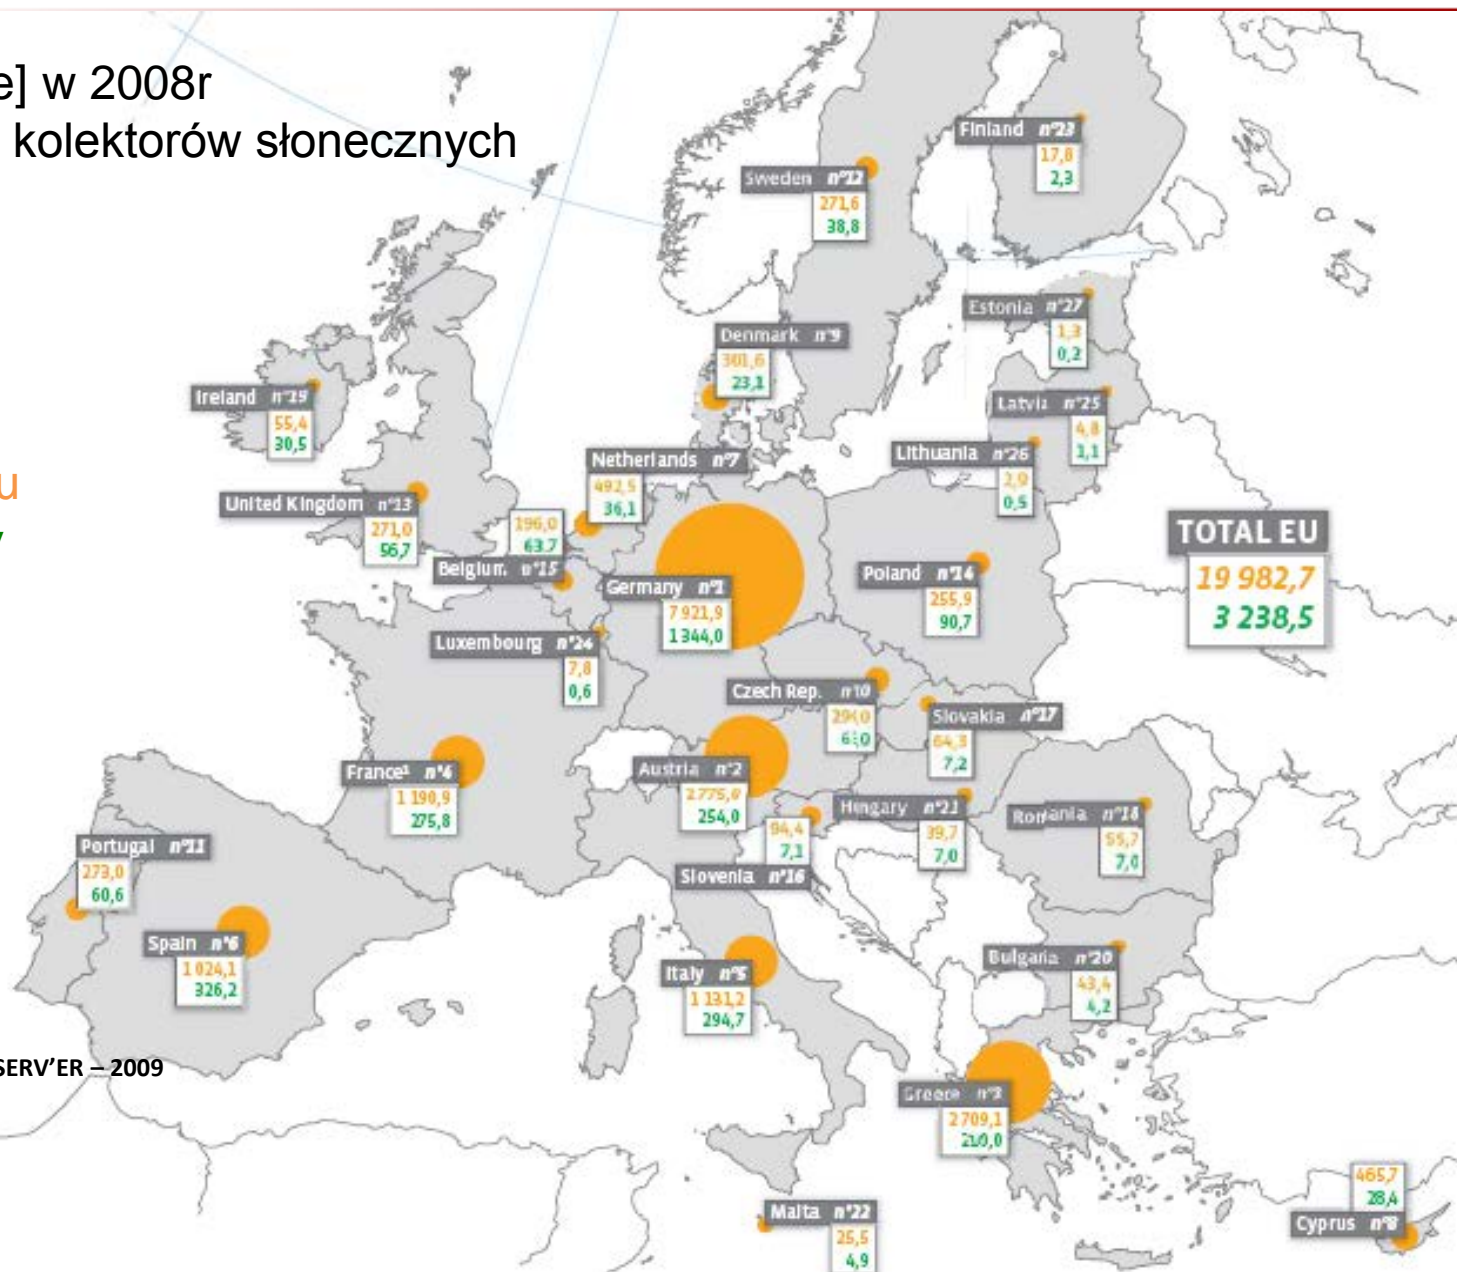 e] w 2008r
kolektorów słonecznych
Finland n°23
17,8
2,3
Sweden n°12
271,6
38,8
Estonia n°27
1,3
0,2
Denmark n°9
301,6
23,1
Ireland n°19
55,4
30,5
Latvia n°25
4,8
1,1
Lithuania n°26
2,9
0,5
Netherlands n°7
492,5
36,1
u
y
United Kingdom n°13
271,0
56,7
196,0
63,7
Belgium n°15
TOTAL EU
19 982,7
3 238,5
Germany n°1
7 921,9
1 344,0
Poland n°14
255,9
90,7
Luxembourg n°24
7,8
0,6
Czech Rep. n°10
Slovakia n°17
64,3
7,2
France¹ n°4
1 190,9
275,8
Austria n°2
2 775,0
254,0
Hungary n°21
39,7
7,0
Romania n°18
55,7
7,0
94,4
7,1
Slovenia n°16
Portugal n°11
273,0
60,6
Spain n°6
1 024,1
326,2
Italy n°5
1 131,2
294,7
Bulgaria n°20
43,4
4,2
SERV’ER – 2009
Greece n°3
2 709,1
Malta n°22
25,5
4,9
465,7
28,4
Cyprus n°8